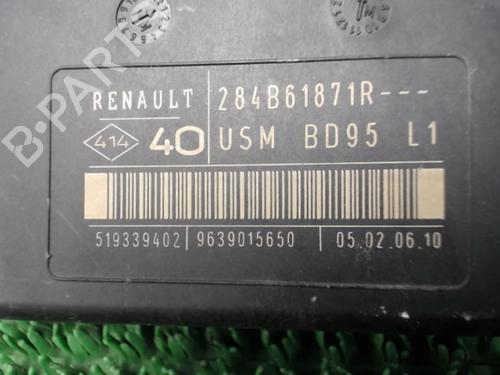 RENAULT 284B61871R---
414 40 USM BD95 L1
519339402 9639015650 05.02.06.10
B-PARTS